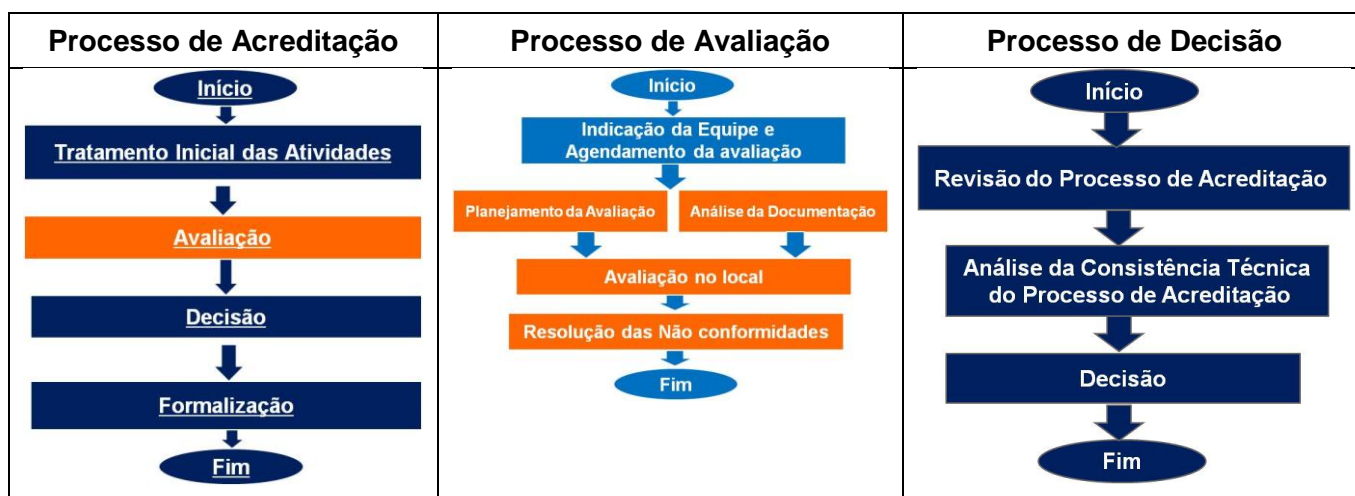 Processo de Acreditação
Início
Tratamento Inicial das Atividades
Avaliação
Decisão
Formalização
Fim
Processo de Avaliação
Início
Indicação da Equipe e
Agendamento da avaliação
Planejamento da Avaliação
Análise da Documentação
Avaliação no local
Resolução das Não conformidades
Fim
Processo de Decisão
Início
Revisão do Processo de Acreditação
Análise da Consistência Técnica
do Processo de Acreditação
Decisão
Fim